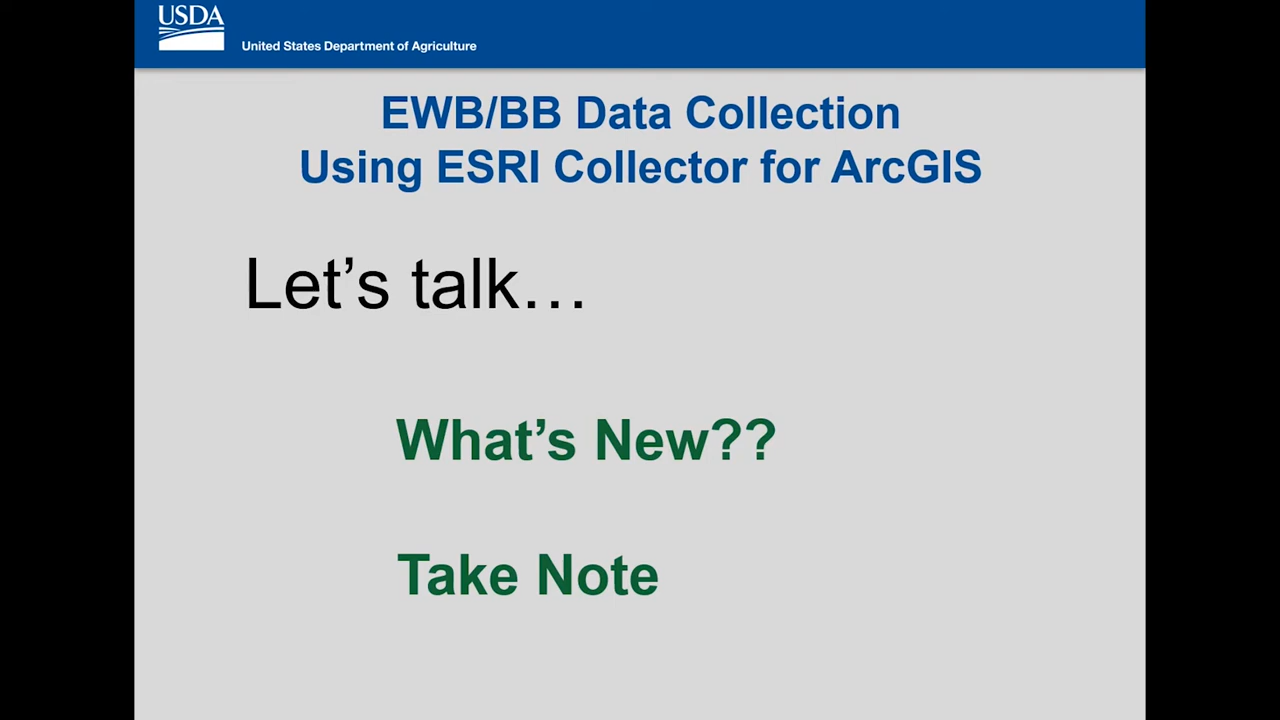 USDA
United States Department of Agriculture
EWB/BB Data Collection
Using ESRI Collector for ArcGIS
Let’s talk…
What’s New??
Take Note